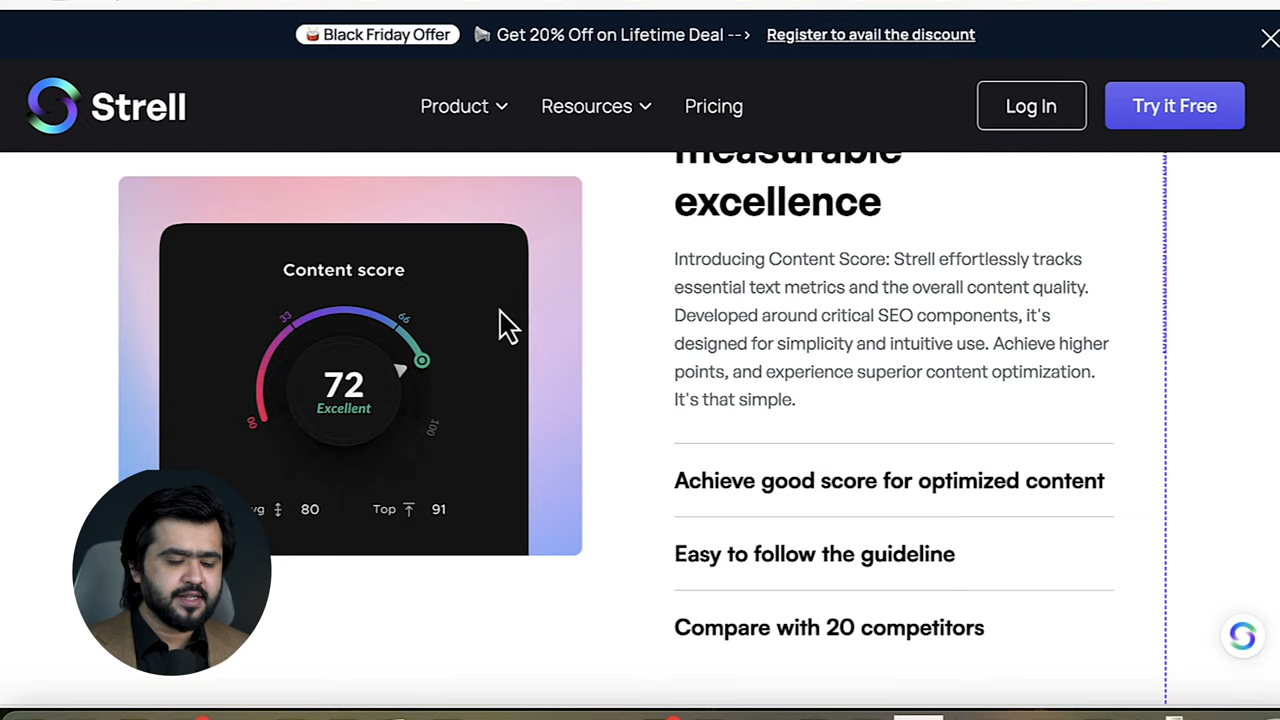 Black Friday Offer Get 20% Off on Lifetime Deal --> Register to avail the discount
Strell Product Resources Pricing Log In Try it Free
measurable
excellence
Introducing Content Score: Strell effortlessly tracks
essential text metrics and the overall content quality.
Developed around critical SEO components, it's
designed for simplicity and intuitive use. Achieve higher
points, and experience superior content optimization.
It's that simple.
Achieve good score for optimized content
Easy to follow the guideline
Compare with 20 competitors
Content score
33
66
72
Excellent
00
100
80 Top 91